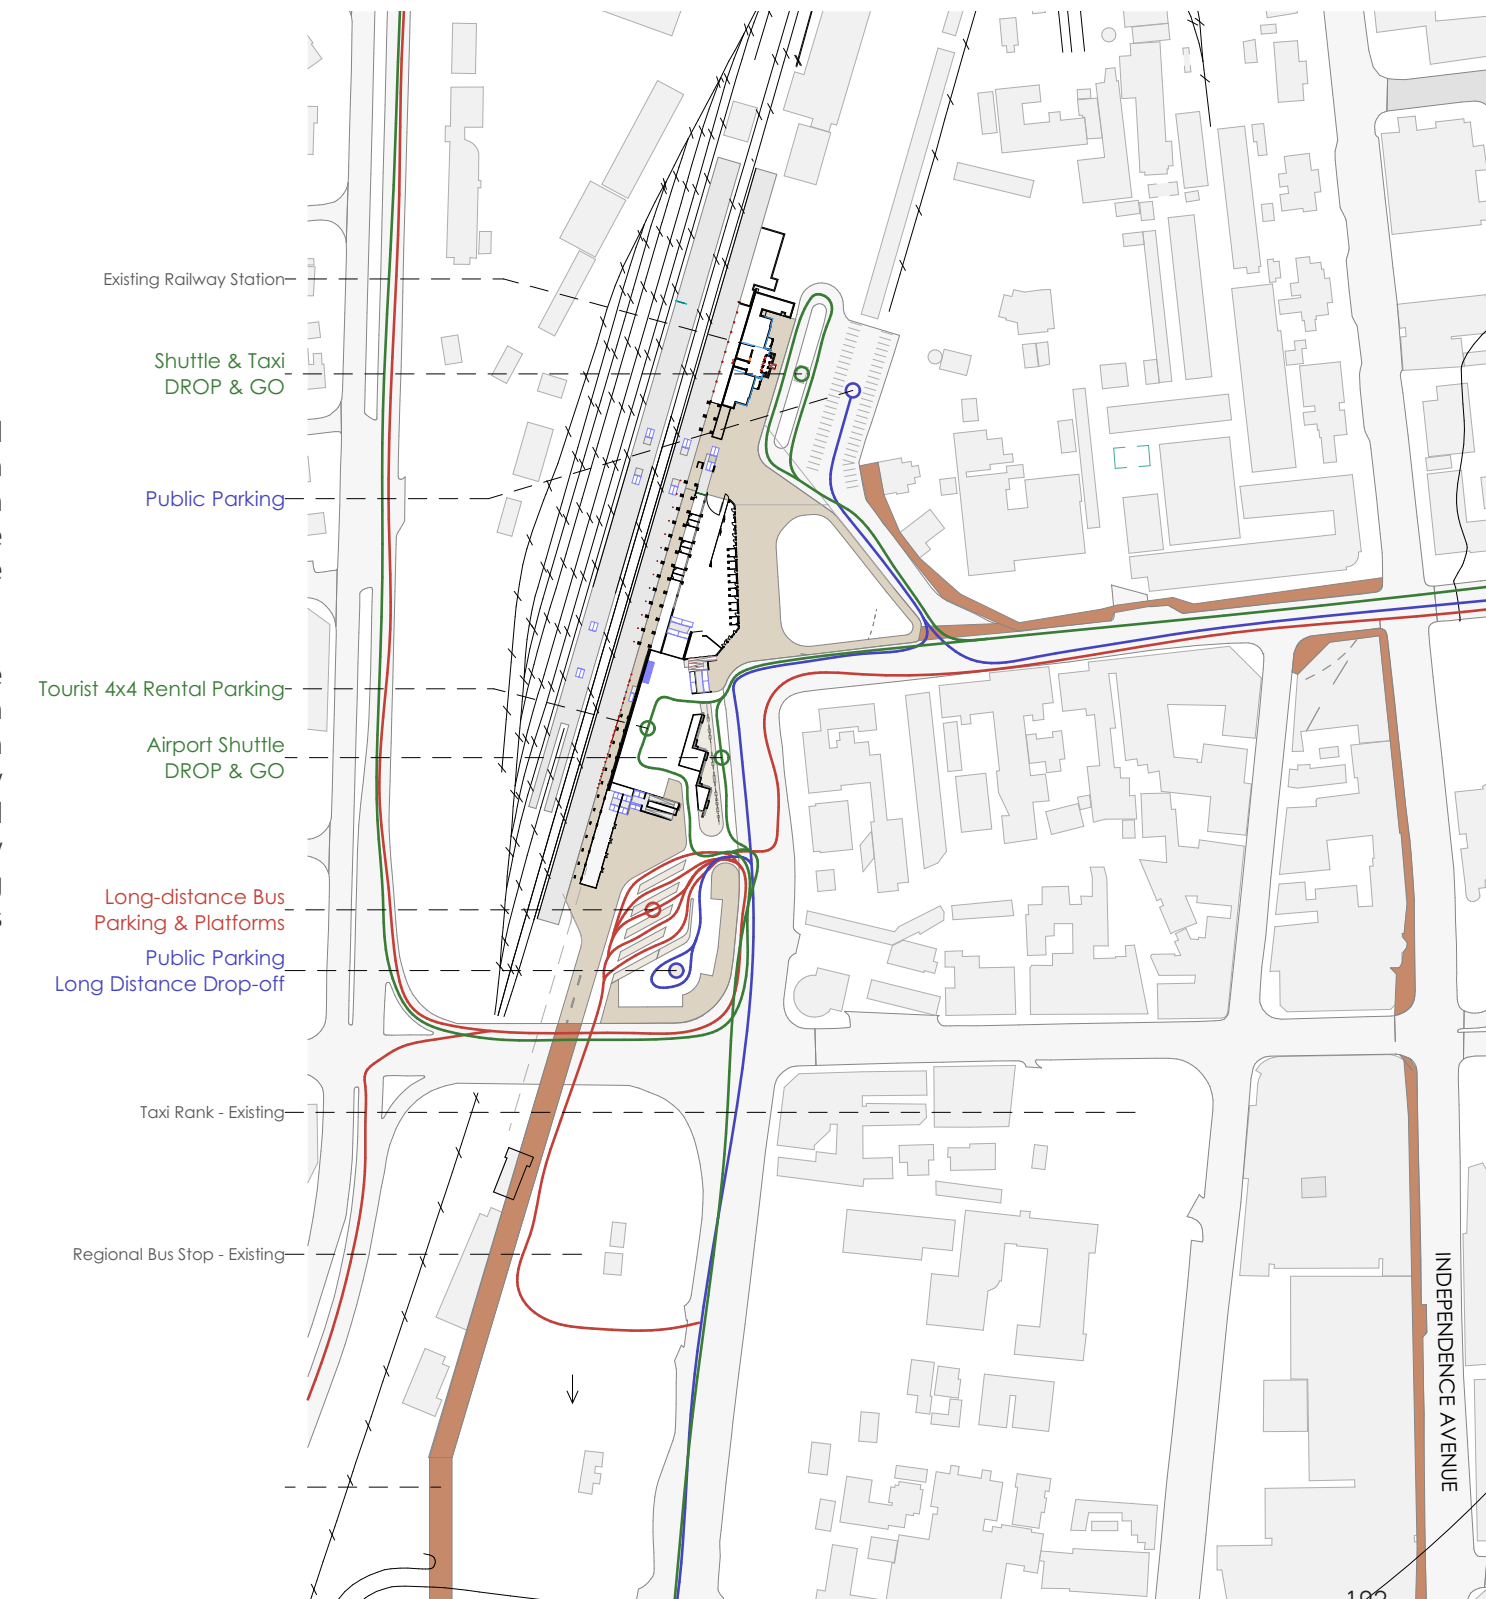 Existing Railway Station
Shuttle & Taxi
DROP & GO
Public Parking
Tourist 4x4 Rental Parking
Airport Shuttle
DROP & GO
Long-distance Bus
Parking & Platforms
Public Parking
Long Distance Drop-off
Taxi Rank - Existing
Regional Bus Stop - Existing
INDEPENDENCE AVENUE